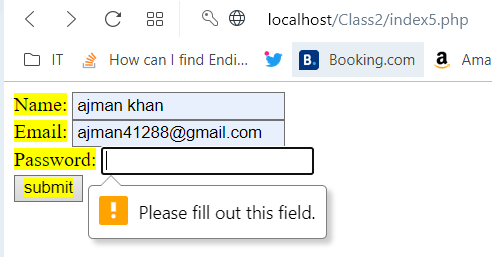 localhost/Class2/index5.php
IT How can I find Endi... B. Booking.com a Ama
Name: ajman khan
Email: ajman41288@gmail.com
Password:
submit
Please fill out this field.